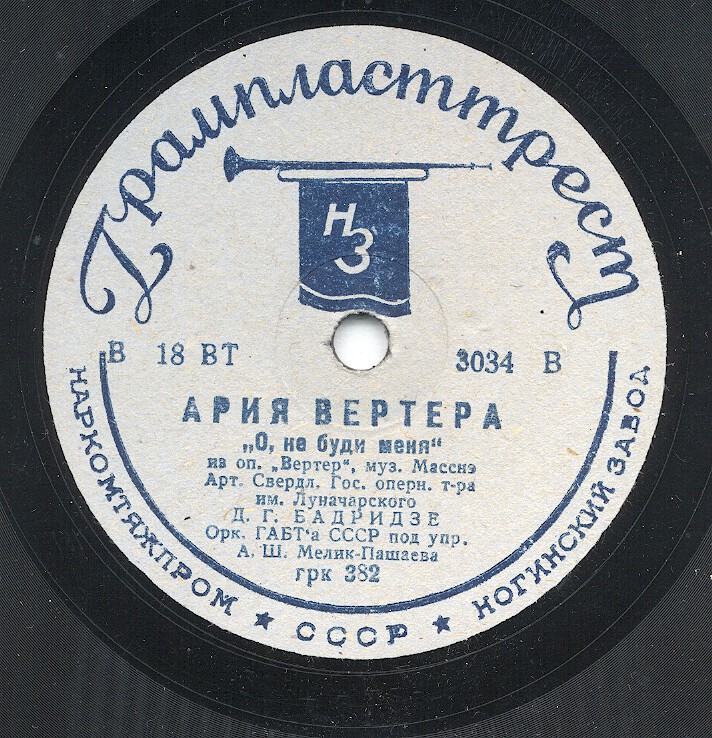 Грампласттрест
НЗ
В 18 ВТ 3034 В
АРИЯ ВЕРТЕРА
„О, не буди меня“
из оп. „Вертер“, муз. Масснэ
Арт. Свердл. Гос. оперн. т-ра
им. Луначарского
Д. Г. БАДРИДЗЕ
Орк. ГАБТ'а СССР под упр.
А. Ш. Мелик-Пашаева
грк 382
НАРКОМТЯЖПРОМ ★ СССР ★ НОГИНСКИЙ ЗАВОД